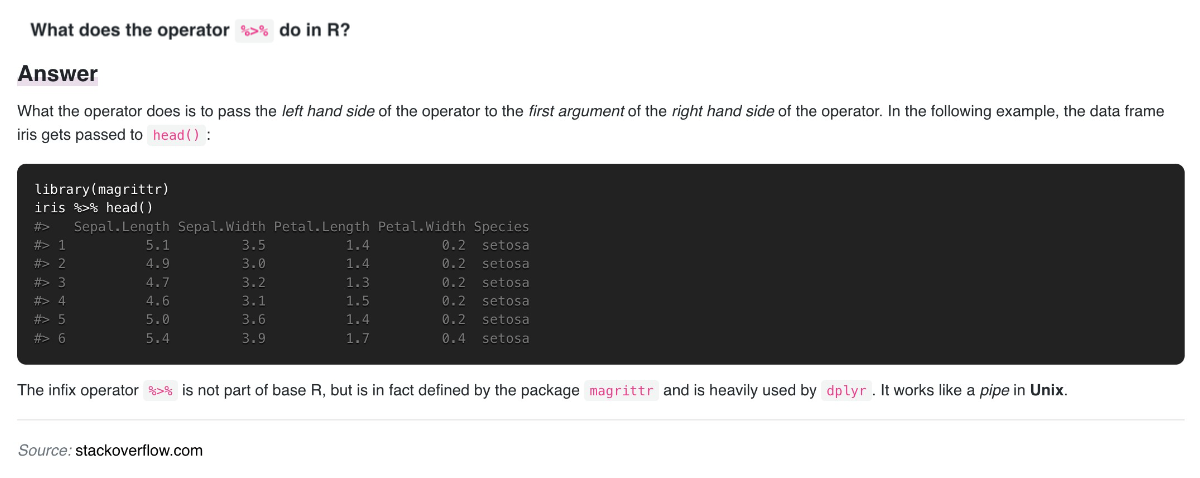 What does the operator %>% do in R?
Answer
What the operator does is to pass the left hand side of the operator to the first argument of the right hand side of the operator. In the following example, the data frame
iris gets passed to head() :
library(magrittr)
iris %>% head()
#>   Sepal.Length Sepal.Width Petal.Length Petal.Width Species
#> 1          5.1         3.5          1.4         0.2  setosa
#> 2          4.9         3.0          1.4         0.2  setosa
#> 3          4.7         3.2          1.3         0.2  setosa
#> 4          4.6         3.1          1.5         0.2  setosa
#> 5          5.0         3.6          1.4         0.2  setosa
#> 6          5.4         3.9          1.7         0.4  setosa
The infix operator %>% is not part of base R, but is in fact defined by the package magrittr and is heavily used by dplyr . It works like a pipe in Unix.
Source: stackoverflow.com